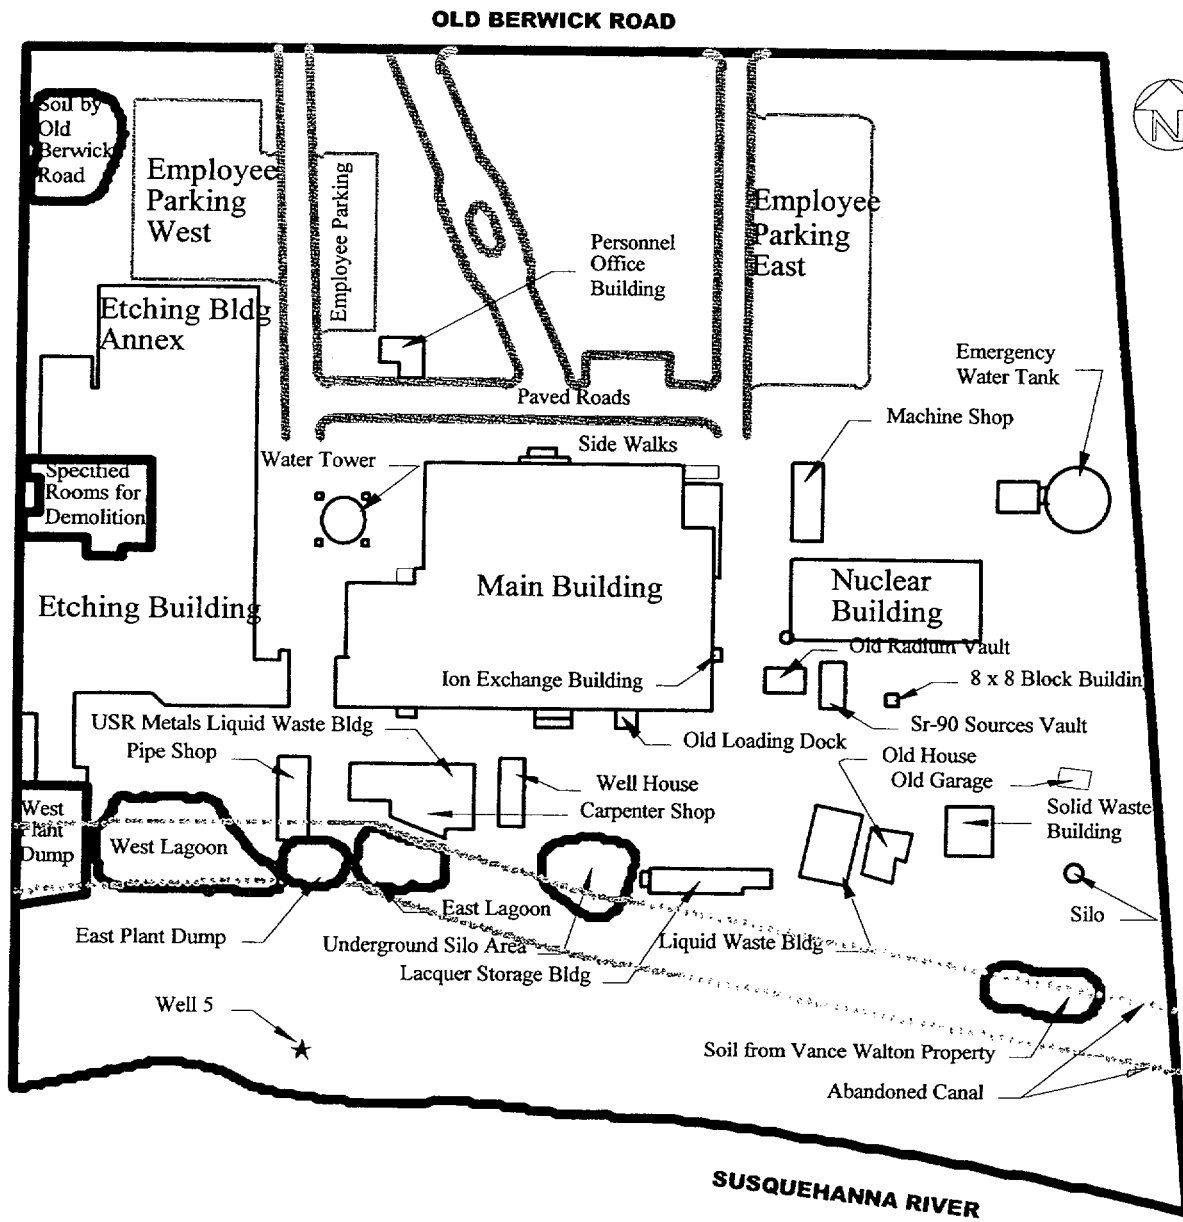 OLD BERWICK ROAD
Soil by
Old
Berwick
Road
Employee
Parking
West
Employee Parking
Personnel
Office
Building
Employee
Parking
East
N
Etching Bldg
Annex
Emergency
Water Tank
Paved Roads
Machine Shop
Side Walks
Water Tower
Specified
Rooms for
Demolition
Main Building
Nuclear
Building
Etching Building
Old Radium Vault
Ion Exchange Building
8 x 8 Block Buildin
USR Metals Liquid Waste Bldg
Sr-90 Sources Vault
Old Loading Dock
Pipe Shop
Old House
Well House
Old Garage
Carpenter Shop
Solid Waste
Building
West
Plant
Dump
West Lagoon
East Lagoon
Silo
East Plant Dump
Underground Silo Area
Liquid Waste Bldg
Lacquer Storage Bldg
Well 5
Soil from Vance Walton Property
Abandoned Canal
SUSQUEHANNA RIVER